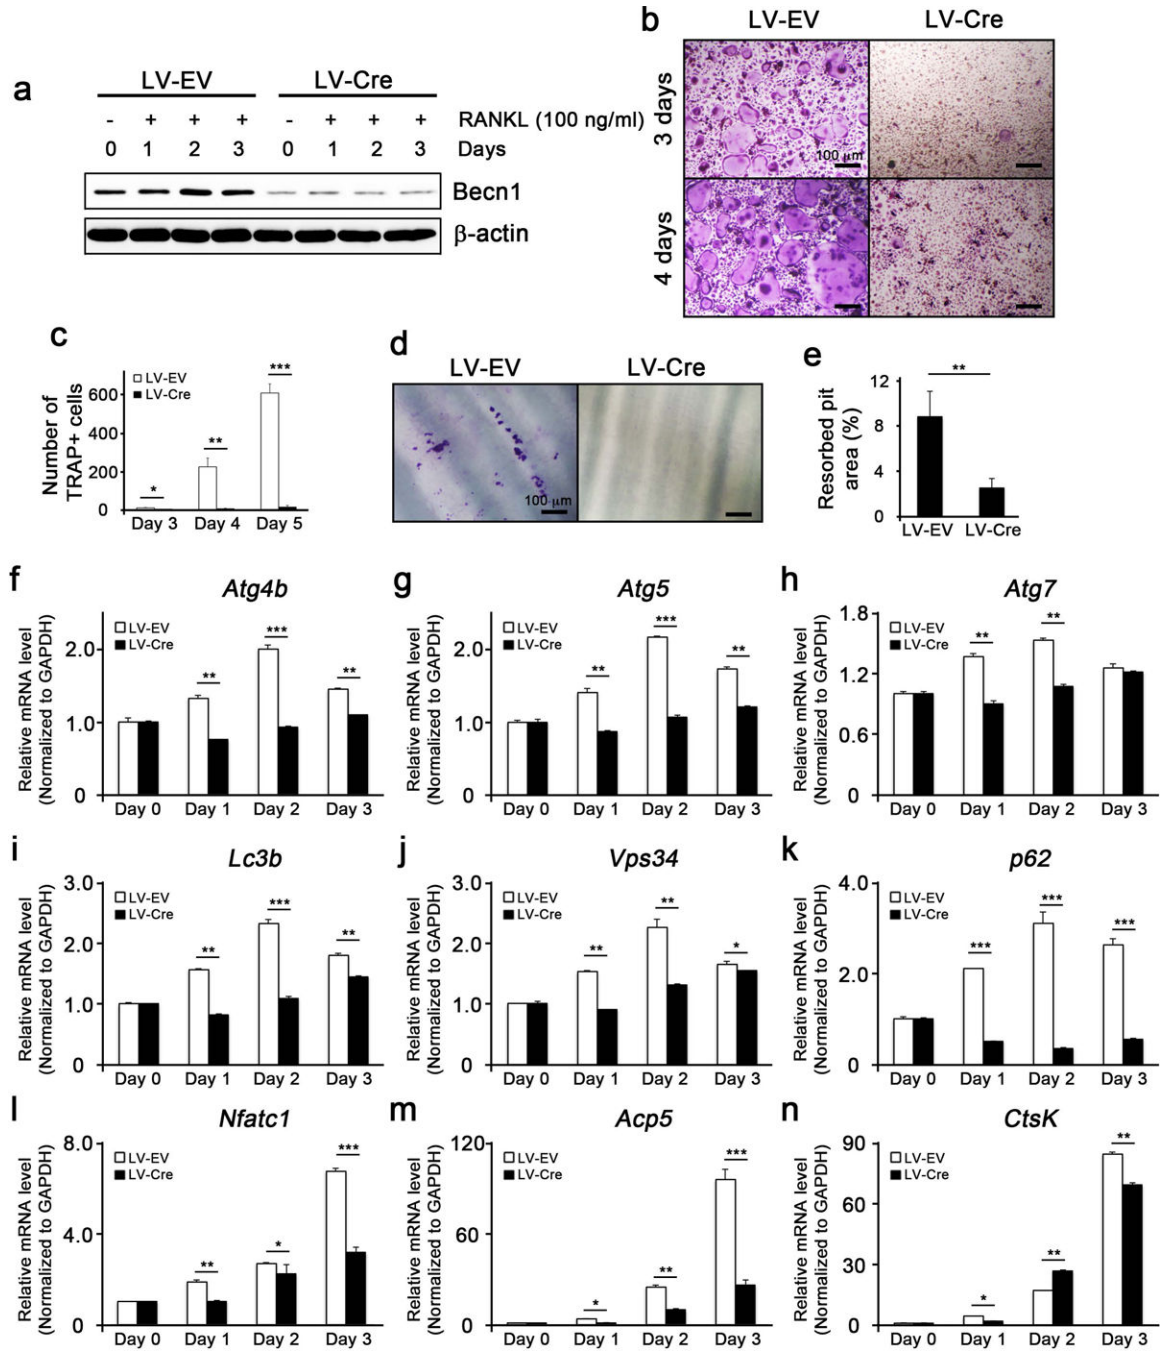 a
LV-EV LV-Cre
- + + + - + + + RANKL (100 ng/ml)
0 1 2 3 0 1 2 3 Days
Becn1
β-actin
b
LV-EV LV-Cre
3 days
100 μm
4 days
c
Number of
TRAP+ cells
LV-EV
LV-Cre
600
400
200
0
* ** ***
Day 3 Day 4 Day 5
d
LV-EV LV-Cre
100 μm
e
Resorbed pit
area (%)
**
12
8
4
0
LV-EV LV-Cre
f
Atg4b
Relative mRNA level
(Normalized to GAPDH)
LV-EV
LV-Cre
2.0
1.0
0
** *** **
Day 0 Day 1 Day 2 Day 3
g
Atg5
Relative mRNA level
(Normalized to GAPDH)
LV-EV
LV-Cre
2.0
1.0
0
** *** **
Day 0 Day 1 Day 2 Day 3
h
Atg7
Relative mRNA level
(Normalized to GAPDH)
LV-EV
LV-Cre
1.8
1.2
0.6
0
** **
Day 0 Day 1 Day 2 Day 3
i
Lc3b
Relative mRNA level
(Normalized to GAPDH)
LV-EV
LV-Cre
3.0
2.0
1.0
0
** *** **
Day 0 Day 1 Day 2 Day 3
j
Vps34
Relative mRNA level
(Normalized to GAPDH)
LV-EV
LV-Cre
3.0
2.0
1.0
0
** ** *
Day 0 Day 1 Day 2 Day 3
k
p62
Relative mRNA level
(Normalized to GAPDH)
LV-EV
LV-Cre
4.0
2.0
0
*** *** ***
Day 0 Day 1 Day 2 Day 3
l
Nfatc1
Relative mRNA level
(Normalized to GAPDH)
LV-EV
LV-Cre
8.0
4.0
0
** * ***
Day 0 Day 1 Day 2 Day 3
m
Acp5
Relative mRNA level
(Normalized to GAPDH)
LV-EV
LV-Cre
120
60
0
* ** ***
Day 0 Day 1 Day 2 Day 3
n
CtsK
Relative mRNA level
(Normalized to GAPDH)
LV-EV
LV-Cre
90
60
30
0
* ** **
Day 0 Day 1 Day 2 Day 3